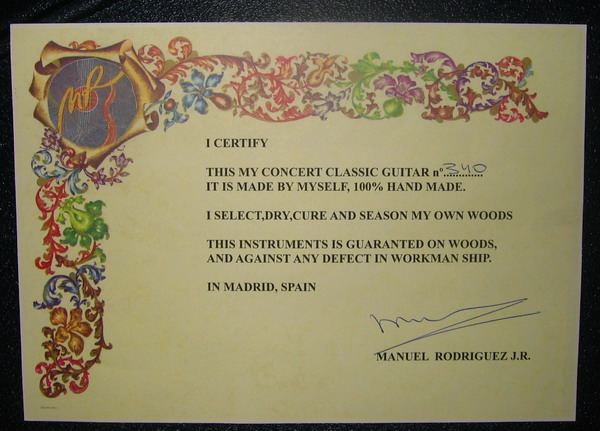 I CERTIFY
THIS MY CONCERT CLASSIC GUITAR nº 340
IT IS MADE BY MYSELF, 100% HAND MADE.
I SELECT,DRY,CURE AND SEASON MY OWN WOODS
THIS INSTRUMENTS IS GUARANTED ON WOODS,
AND AGAINST ANY DEFECT IN WORKMAN SHIP.
IN MADRID, SPAIN
MANUEL RODRIGUEZ J.R.